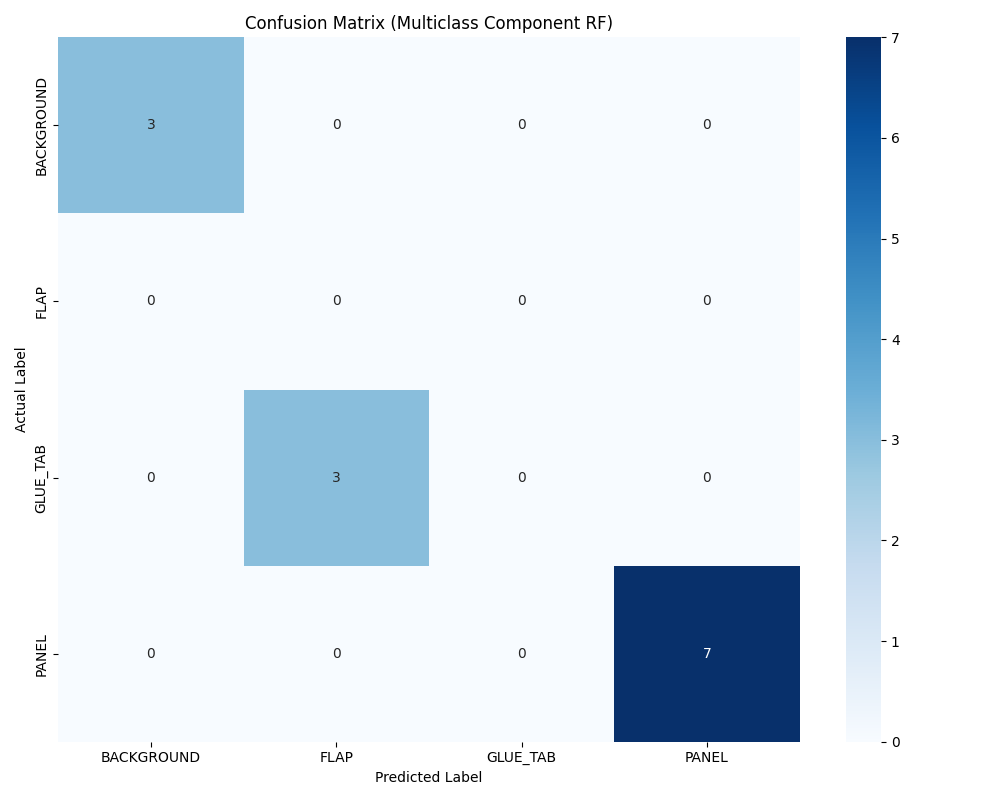 Confusion Matrix (Multiclass Component RF)
Actual Label
BACKGROUND
3 0 0 0
FLAP
0 0 0 0
GLUE_TAB
0 3 0 0
PANEL
0 0 0 7
BACKGROUND FLAP GLUE_TAB PANEL
Predicted Label
7
6
5
4
3
2
1
0